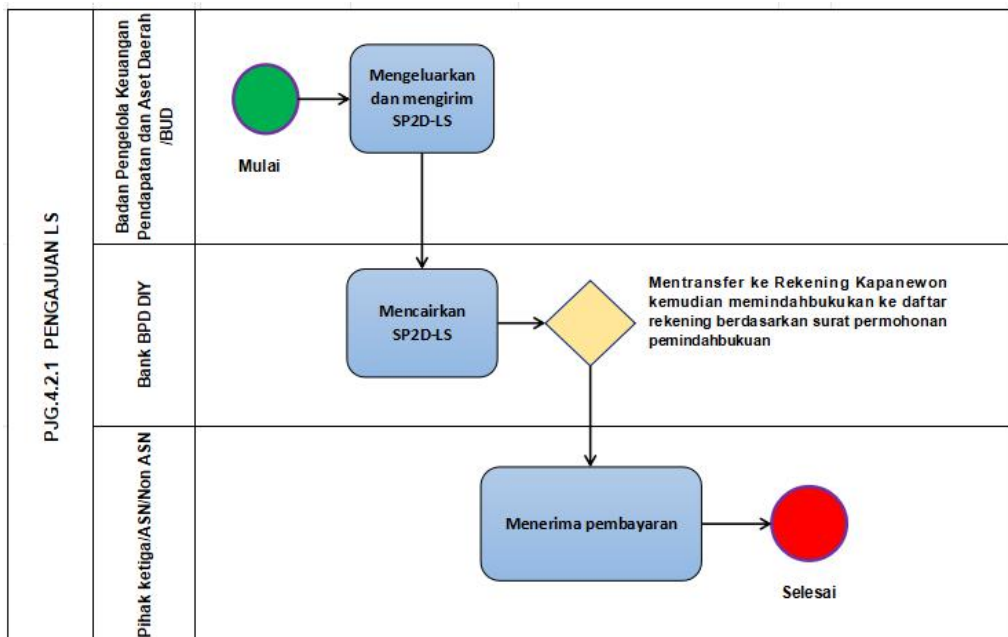 PJG.4.2.1 PENGAJUAN LS
Badan Pengelola Keuangan
Pendapatan dan Aset Daerah
/BUD
Mulai
Mengeluarkan
dan mengirim
SP2D-LS
Bank BPD DIY
Mencairkan
SP2D-LS
Mentransfer ke Rekening Kapanewon
kemudian memindahbukukan ke daftar
rekening berdasarkan surat permohonan
pemindahbukuan
Pihak ketiga/ASN/Non ASN
Menerima pembayaran
Selesai